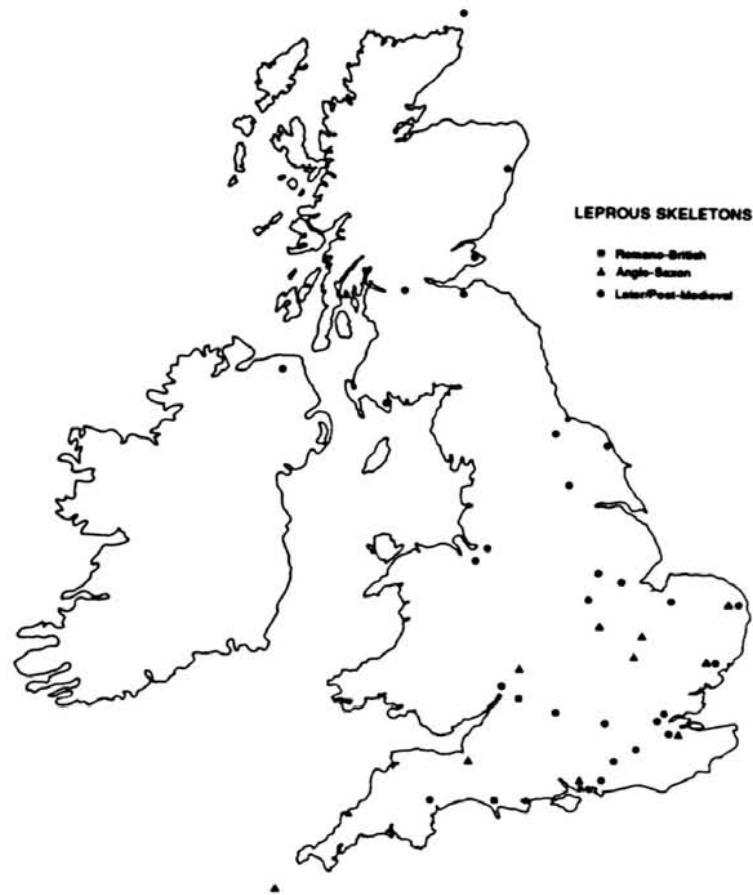 LEPROUS SKELETONS
Romano-British
Anglo-Saxon
Later/Post-Medieval